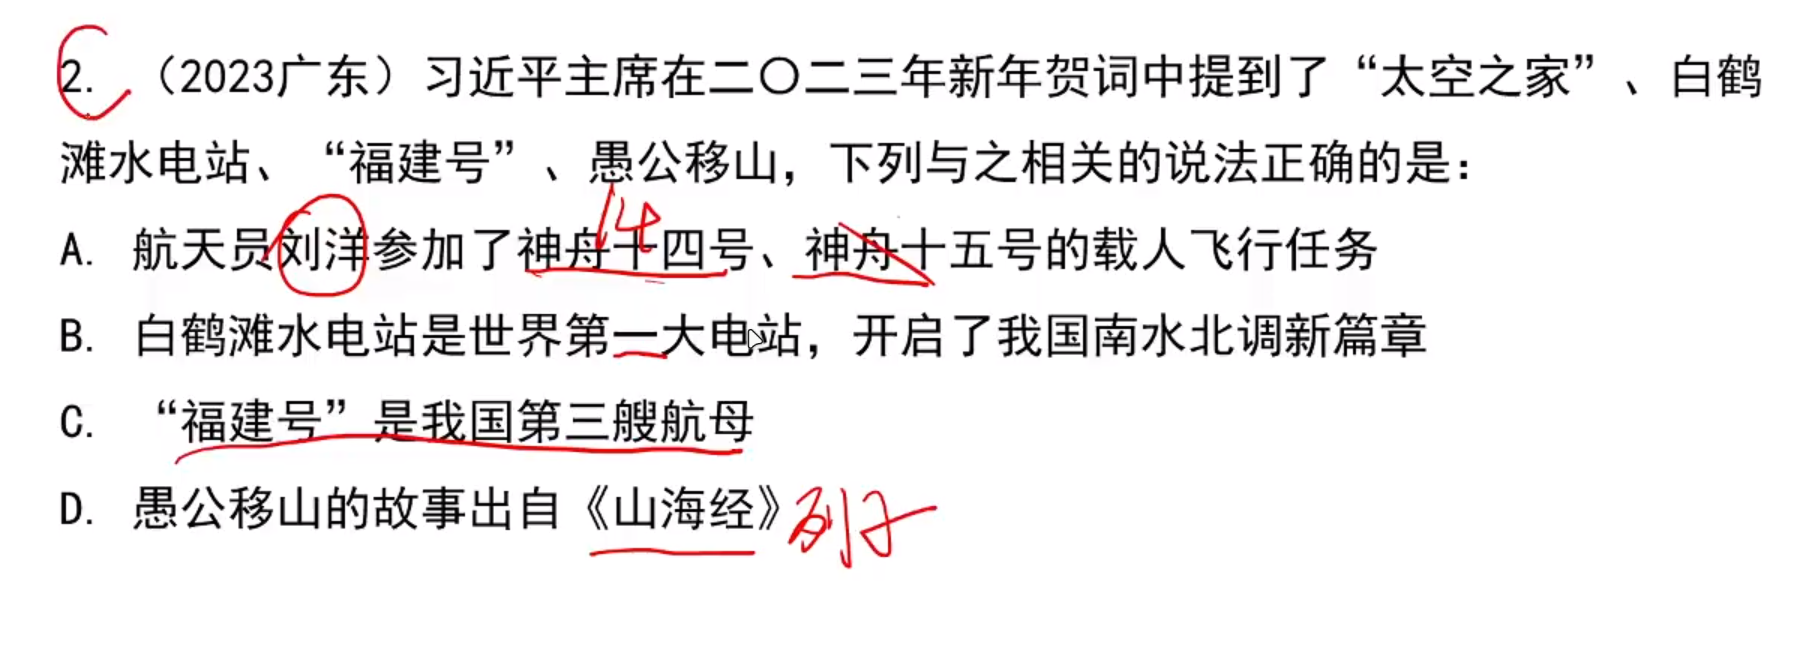 2. （2023广东）习近平主席在二〇二三年新年贺词中提到了“太空之家”、白鹤
滩水电站、“福建号”、愚公移山，下列与之相关的说法正确的是：
14
A. 航天员刘洋参加了神舟十四号、神舟十五号的载人飞行任务
B. 白鹤滩水电站是世界第一大电站，开启了我国南水北调新篇章
C. “福建号”是我国第三艘航母
D. 愚公移山的故事出自《山海经》列子